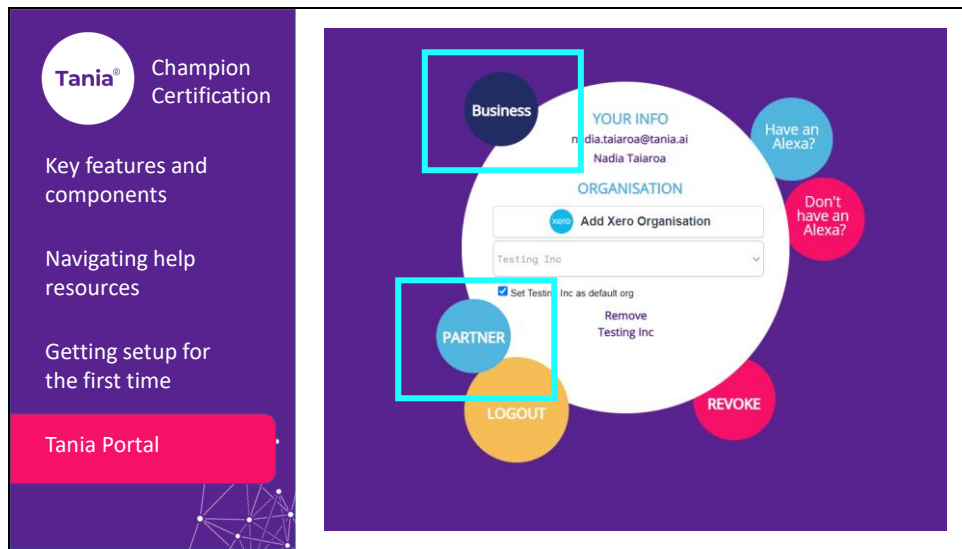 Tania®
Champion
Certification
Key features and
components
Navigating help
resources
Getting setup for
the first time
Tania Portal
Business
YOUR INFO
nadia.taiaroa@tania.ai
Nadia Taiaroa
ORGANISATION
xero Add Xero Organisation
Testing Inc
Set Testing Inc as default org
Remove
Testing Inc
PARTNER
LOGOUT
REVOKE
Have an
Alexa?
Don't
have an
Alexa?